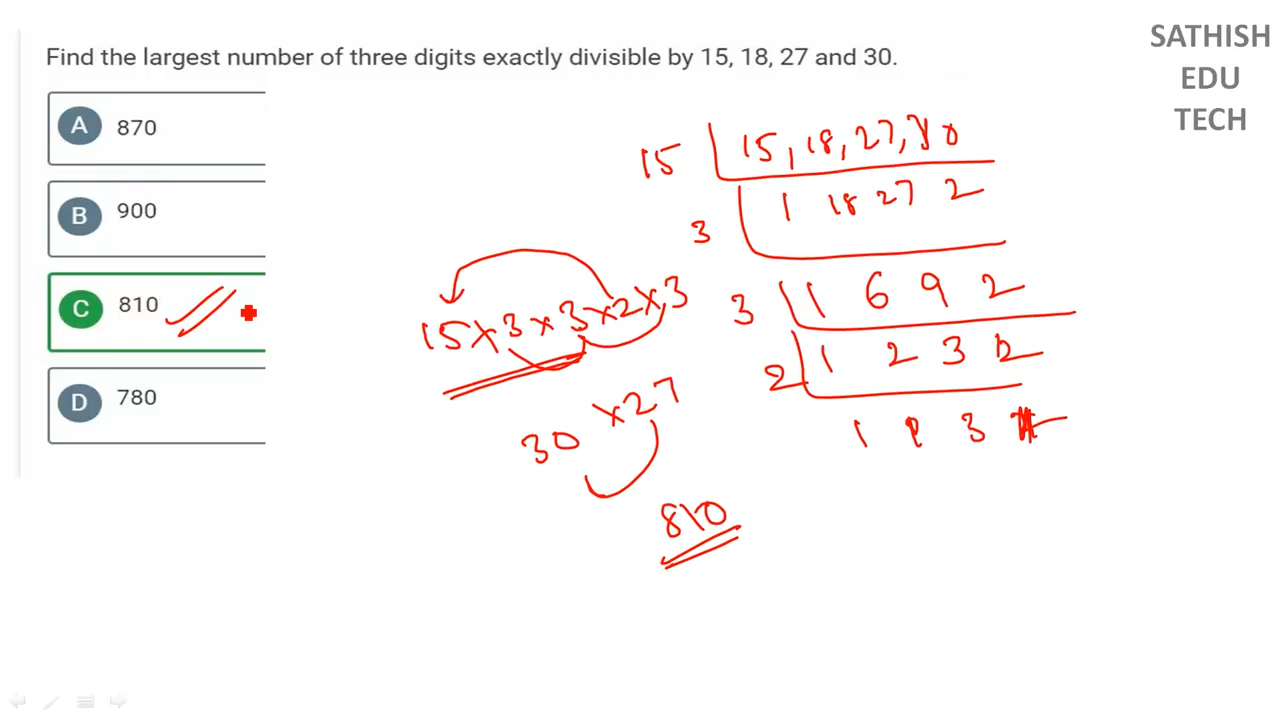 SATHISH
EDU
TECH
Find the largest number of three digits exactly divisible by 15, 18, 27 and 30.
A 870
B 900
C 810
D 780
15 15, 18, 27, 30
3 1 18 27 2
3 1 6 9 2
2 1 2 3 2
1 1 3
15 x 3 x 3 x 2 x 3
30 x 27
810